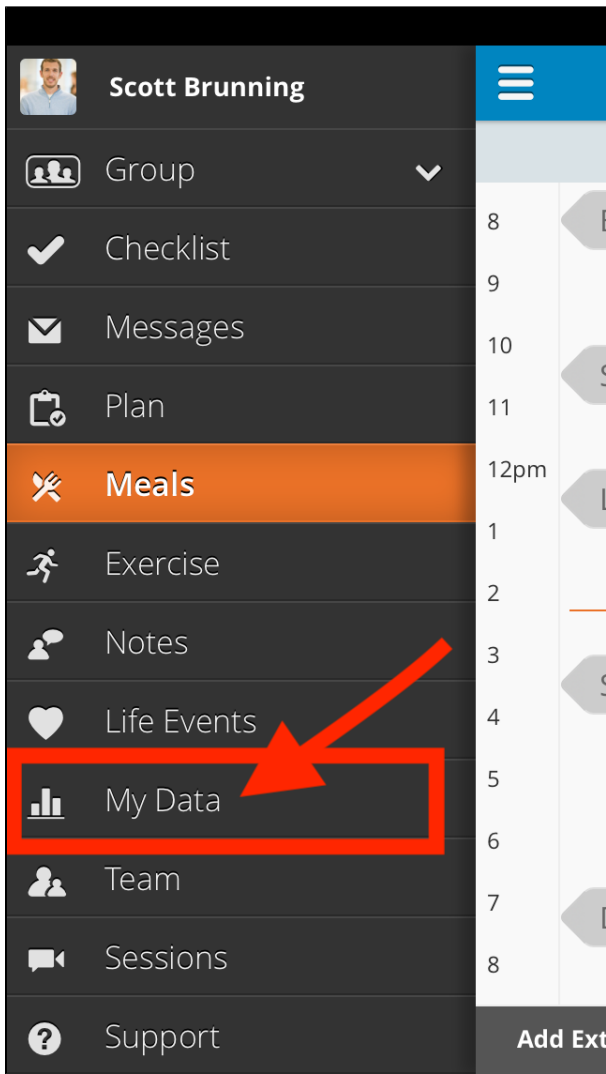 Scott Brunning
Group
Checklist
Messages
Plan
Meals
Exercise
Notes
Life Events
My Data
Team
Sessions
Support
8
9
10
11
12pm
1
2
3
4
5
6
7
8
S
L
S
Add